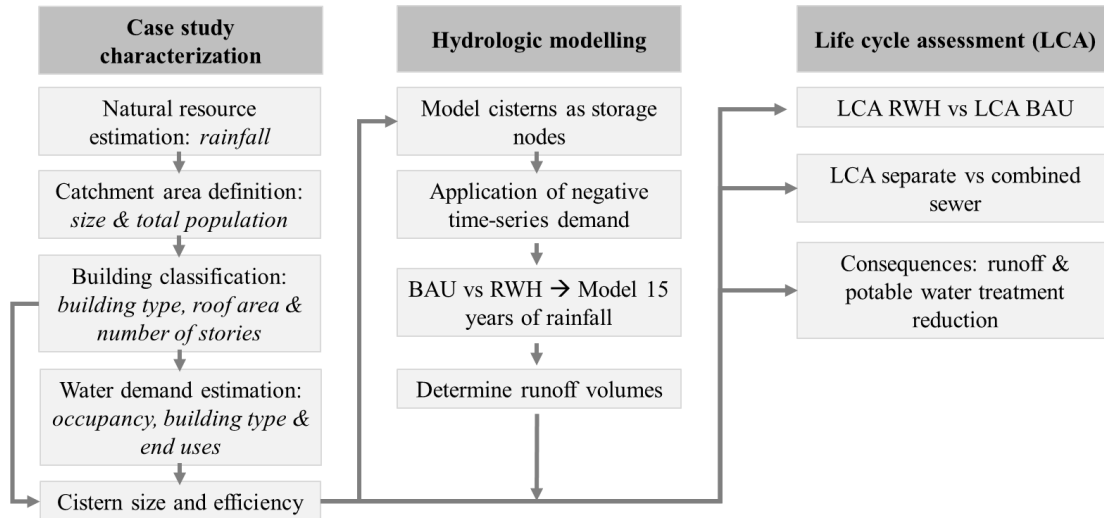 Case study
characterization
Natural resource
estimation: rainfall
Catchment area definition:
size & total population
Building classification:
building type, roof area &
number of stories
Water demand estimation:
occupancy, building type &
end uses
Cistern size and efficiency
Hydrologic modelling
Model cisterns as storage
nodes
Application of negative
time-series demand
BAU vs RWH → Model 15
years of rainfall
Determine runoff volumes
Life cycle assessment (LCA)
LCA RWH vs LCA BAU
LCA separate vs combined
sewer
Consequences: runoff &
potable water treatment
reduction